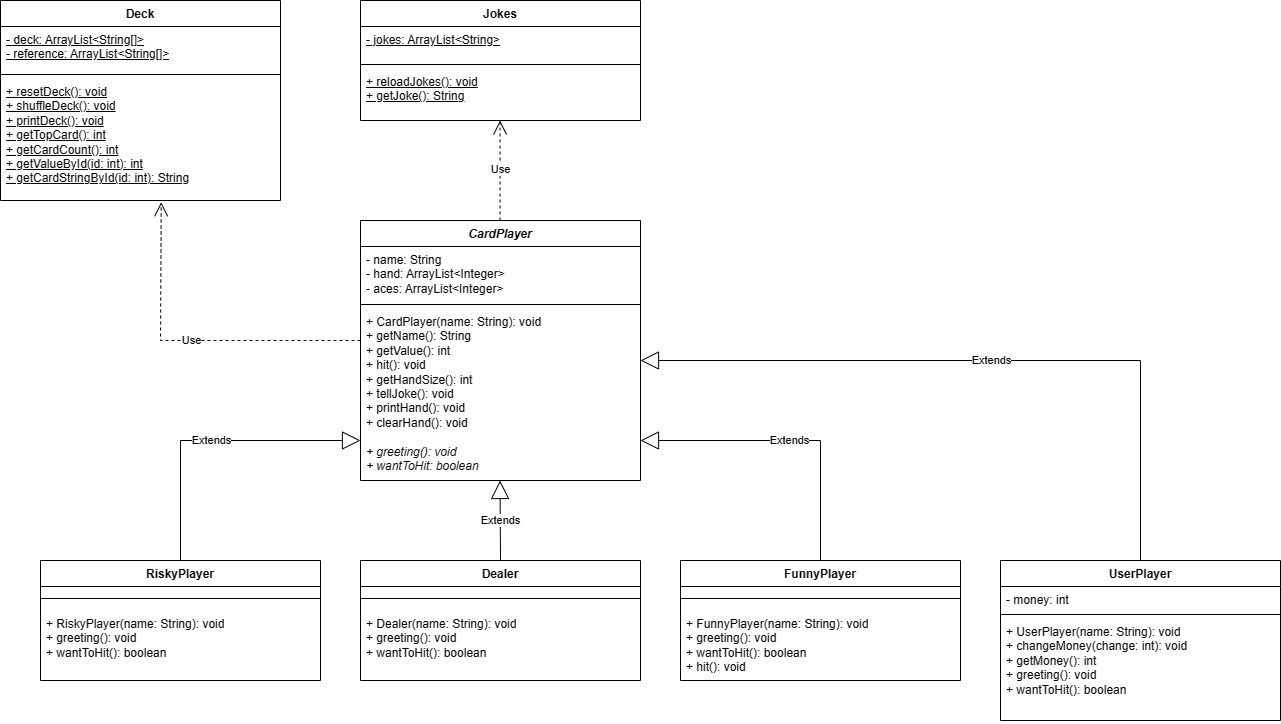 Deck
- deck: ArrayList<String[]>
- reference: ArrayList<String[]>
+ resetDeck(): void
+ shuffleDeck(): void
+ printDeck(): void
+ getTopCard(): int
+ getCardCount(): int
+ getValueById(id: int): int
+ getCardStringById(id: int): String
Jokes
- jokes: ArrayList<String>
+ reloadJokes(): void
+ getJoke(): String
Use
CardPlayer
- name: String
- hand: ArrayList<Integer>
- aces: ArrayList<Integer>
+ CardPlayer(name: String): void
+ getName(): String
+ getValue(): int
+ hit(): void
+ getHandSize(): int
+ tellJoke(): void
+ printHand(): void
+ clearHand(): void
+ greeting(): void
+ wantToHit: boolean
Use
Extends
Extends
Extends
Extends
RiskyPlayer
+ RiskyPlayer(name: String): void
+ greeting(): void
+ wantToHit(): boolean
Dealer
+ Dealer(name: String): void
+ greeting(): void
+ wantToHit(): boolean
FunnyPlayer
+ FunnyPlayer(name: String): void
+ greeting(): void
+ wantToHit(): boolean
+ hit(): void
UserPlayer
- money: int
+ UserPlayer(name: String): void
+ changeMoney(change: int): void
+ getMoney(): int
+ greeting(): void
+ wantToHit(): boolean